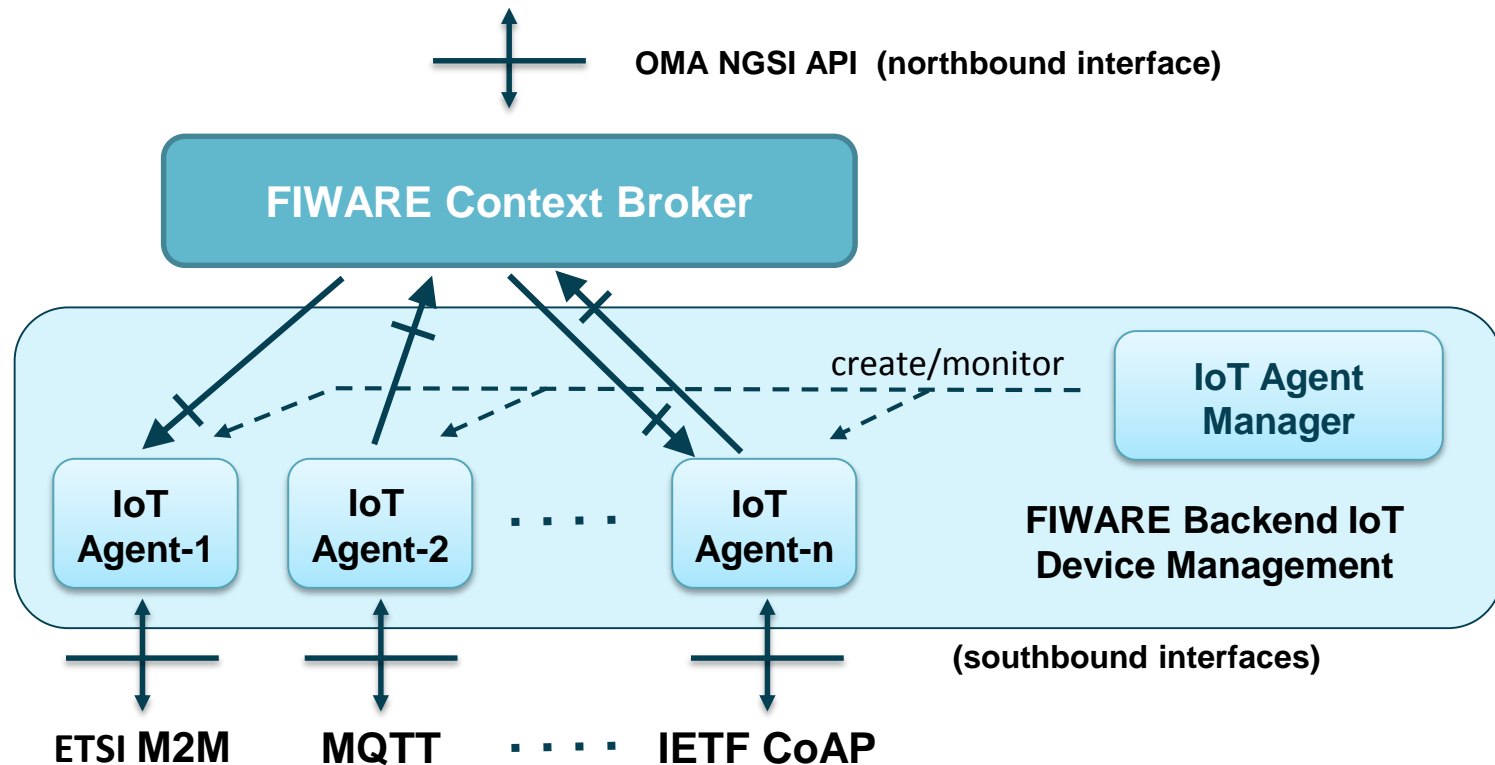 OMA NGSI API (northbound interface)
FIWARE Context Broker
create/monitor
IoT Agent
Manager
IoT
Agent-1
IoT
Agent-2
. . . .
IoT
Agent-n
FIWARE Backend IoT
Device Management
(southbound interfaces)
ETSI M2M
MQTT
. . . .
IETF CoAP